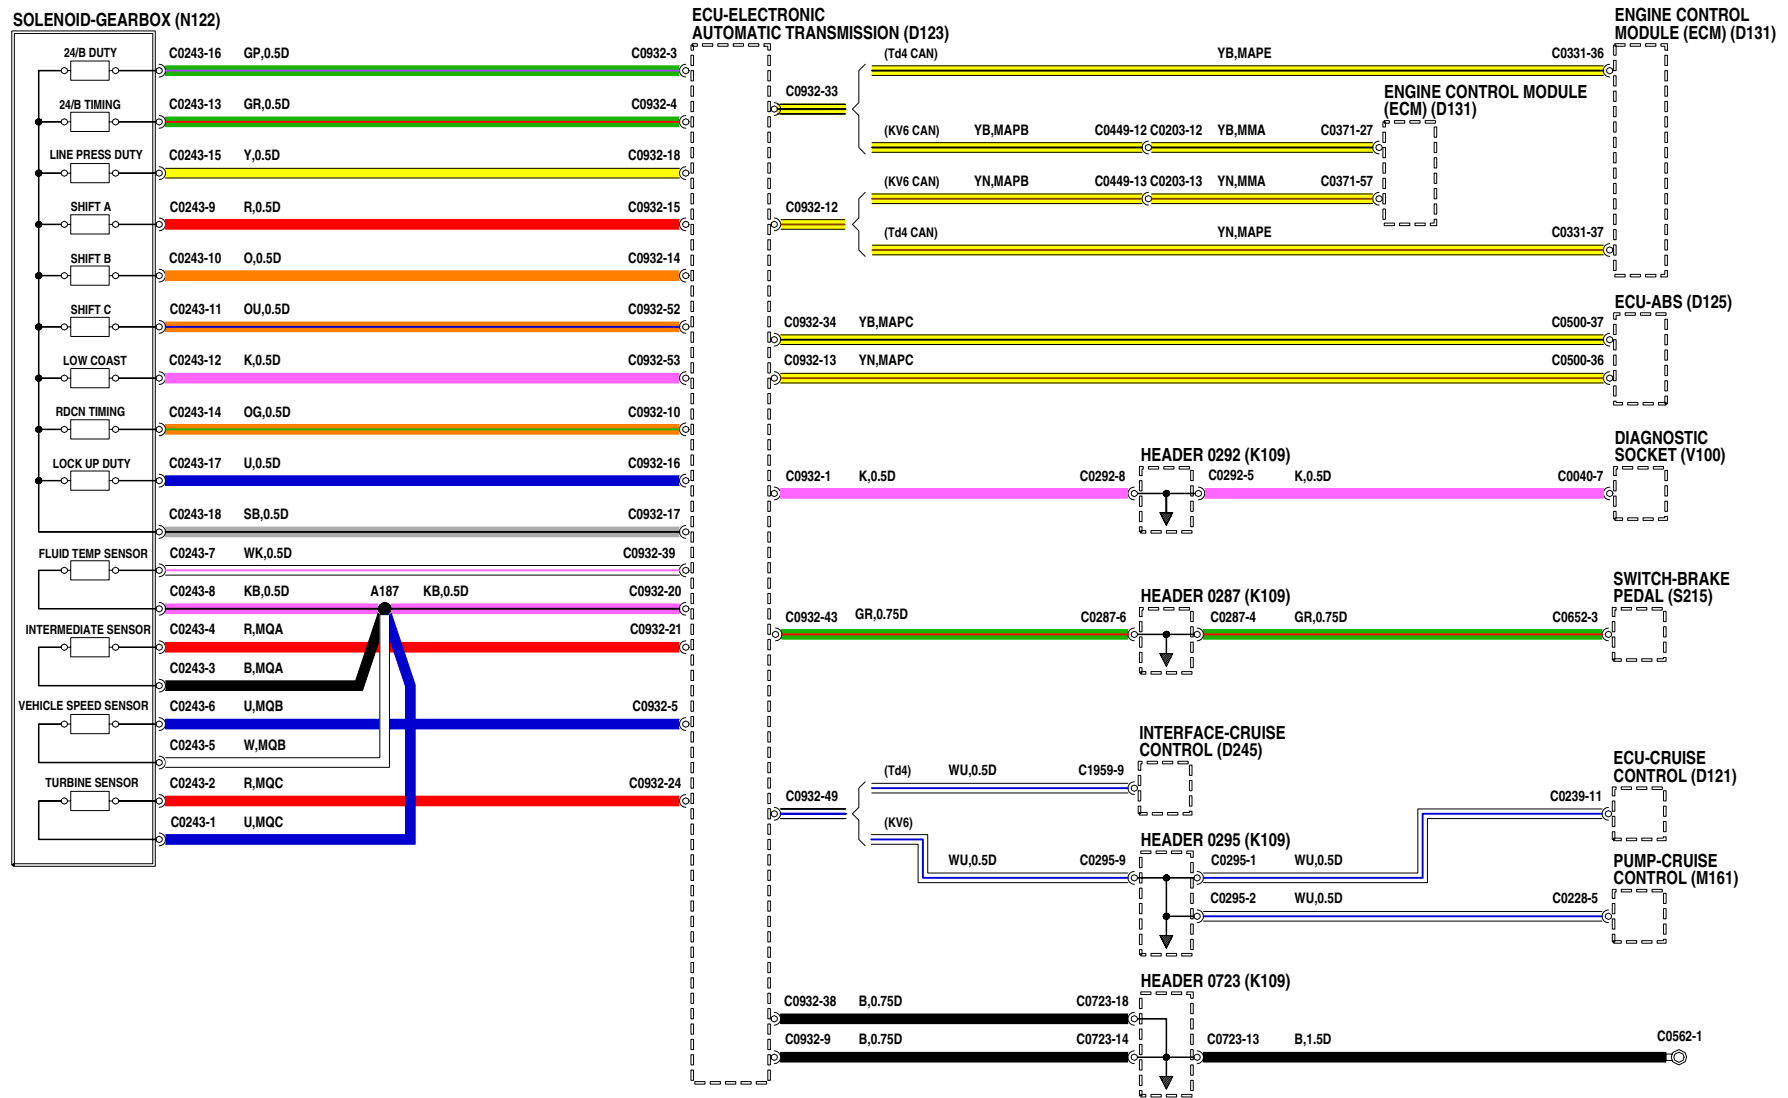 SOLENOID-GEARBOX (N122)
24/B DUTY
C0243-16 GP,0.5D C0932-3
24/B TIMING
C0243-13 GR,0.5D C0932-4
LINE PRESS DUTY
C0243-15 Y,0.5D C0932-18
SHIFT A
C0243-9 R,0.5D C0932-15
SHIFT B
C0243-10 O,0.5D C0932-14
SHIFT C
C0243-11 OU,0.5D C0932-52
LOW COAST
C0243-12 K,0.5D C0932-53
RDCN TIMING
C0243-14 OG,0.5D C0932-10
LOCK UP DUTY
C0243-17 U,0.5D C0932-16
C0243-18 SB,0.5D C0932-17
FLUID TEMP SENSOR
C0243-7 WK,0.5D C0932-39
C0243-8 KB,0.5D A187 KB,0.5D C0932-20
INTERMEDIATE SENSOR
C0243-4 R,MQA C0932-21
C0243-3 B,MQA
VEHICLE SPEED SENSOR
C0243-6 U,MQB C0932-5
C0243-5 W,MQB
TURBINE SENSOR
C0243-2 R,MQC C0932-24
C0243-1 U,MQC
ECU-ELECTRONIC
AUTOMATIC TRANSMISSION (D123)
C0932-33
(Td4 CAN) YB,MAPE C0331-36
(KV6 CAN) YB,MAPB C0449-12 C0203-12 YB,MMA C0371-27
ENGINE CONTROL MODULE
(ECM) (D131)
ENGINE CONTROL
MODULE (ECM) (D131)
C0932-12
(KV6 CAN) YN,MAPB C0449-13 C0203-13 YN,MMA C0371-57
(Td4 CAN) YN,MAPE C0331-37
ECU-ABS (D125)
C0932-34 YB,MAPC C0500-37
C0932-13 YN,MAPC C0500-36
HEADER 0292 (K109)
DIAGNOSTIC
SOCKET (V100)
C0932-1 K,0.5D C0292-8 C0292-5 K,0.5D C0040-7
HEADER 0287 (K109)
SWITCH-BRAKE
PEDAL (S215)
C0932-43 GR,0.75D C0287-6 C0287-4 GR,0.75D C0652-3
INTERFACE-CRUISE
CONTROL (D245)
C0932-49
(Td4) WU,0.5D C1959-9
(KV6)
WU,0.5D C0295-9
HEADER 0295 (K109)
C0295-1 WU,0.5D
ECU-CRUISE
CONTROL (D121)
C0239-11
C0295-2 WU,0.5D C0228-5
PUMP-CRUISE
CONTROL (M161)
HEADER 0723 (K109)
C0932-38 B,0.75D C0723-18
C0932-9 B,0.75D C0723-14 C0723-13 B,1.5D C0562-1